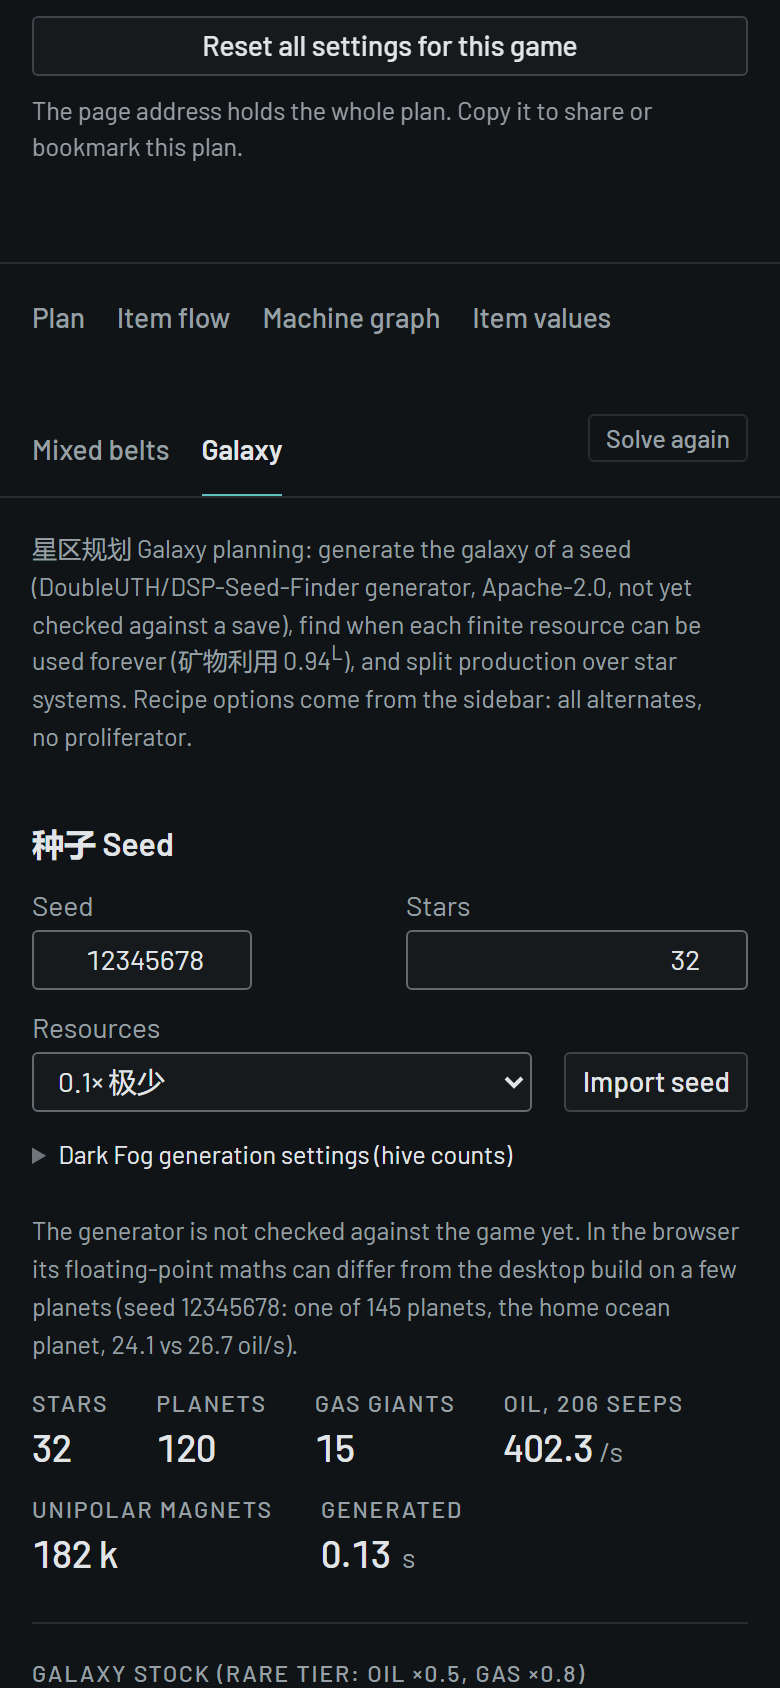 Reset all settings for this game
The page address holds the whole plan. Copy it to share or
bookmark this plan.
Plan Item flow Machine graph Item values
Mixed belts Galaxy Solve again
星区规划 Galaxy planning: generate the galaxy of a seed
(DoubleUTH/DSP-Seed-Finder generator, Apache-2.0, not yet
checked against a save), find when each finite resource can be
used forever (矿物利用 0.94^L), and split production over star
systems. Recipe options come from the sidebar: all alternates,
no proliferator.
种子 Seed
Seed Stars
12345678 32
Resources
0.1× 极少 Import seed
Dark Fog generation settings (hive counts)
The generator is not checked against the game yet. In the browser
its floating-point maths can differ from the desktop build on a few
planets (seed 12345678: one of 145 planets, the home ocean
planet, 24.1 vs 26.7 oil/s).
STARS PLANETS GAS GIANTS OIL, 206 SEEPS
32 120 15 402.3 /s
UNIPOLAR MAGNETS GENERATED
182 k 0.13 s
GALAXY STOCK (RARE TIER: OIL ×0.5, GAS ×0.8)